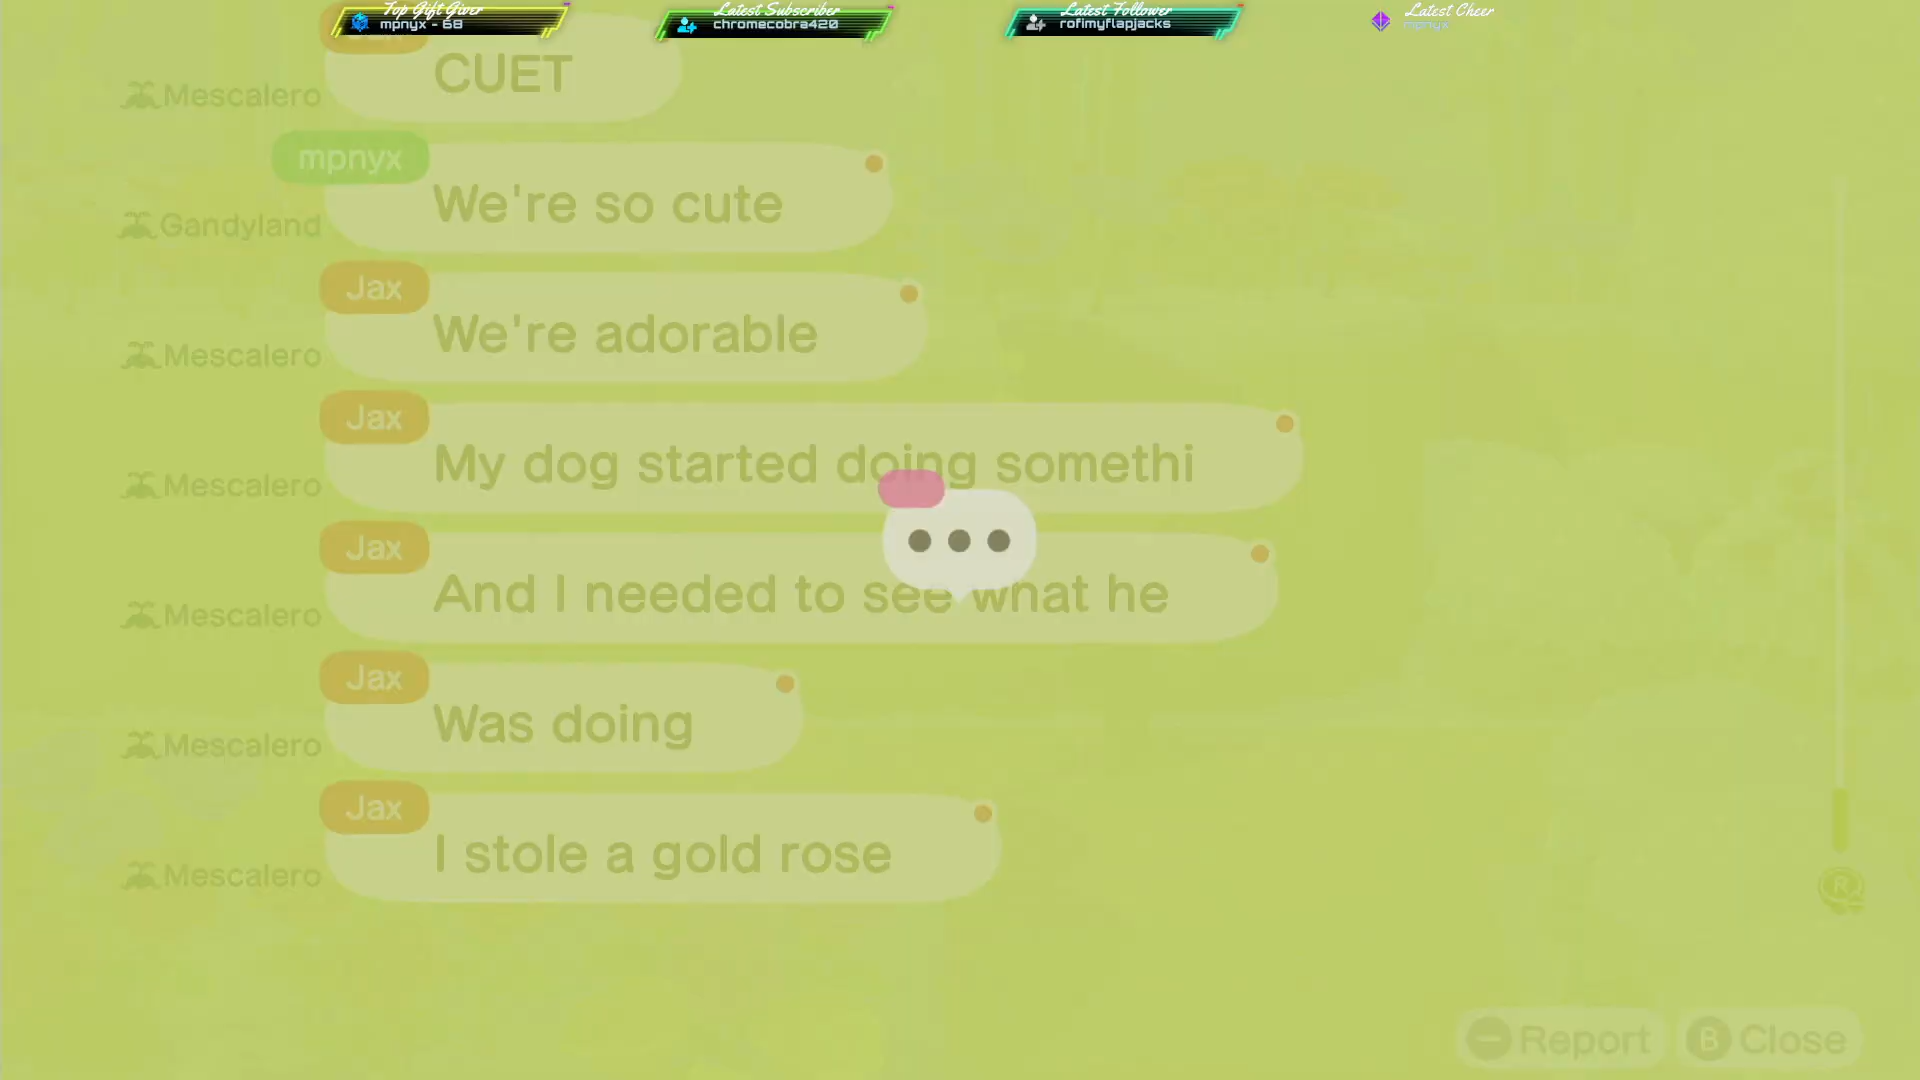 Top Gift Giver
mpnyx - 68
Latest Subscriber
chromecobra420
Latest Follower
roflmyflapjacks
Latest Cheer
mpnyx
CUET
Mescalero
mpnyx
We're so cute
Gandyland
Jax
We're adorable
Mescalero
Jax
My dog started doing somethi
Mescalero
Jax
And I needed to see what he
Mescalero
Jax
Was doing
Mescalero
Jax
I stole a gold rose
Mescalero
R
Report
B Close